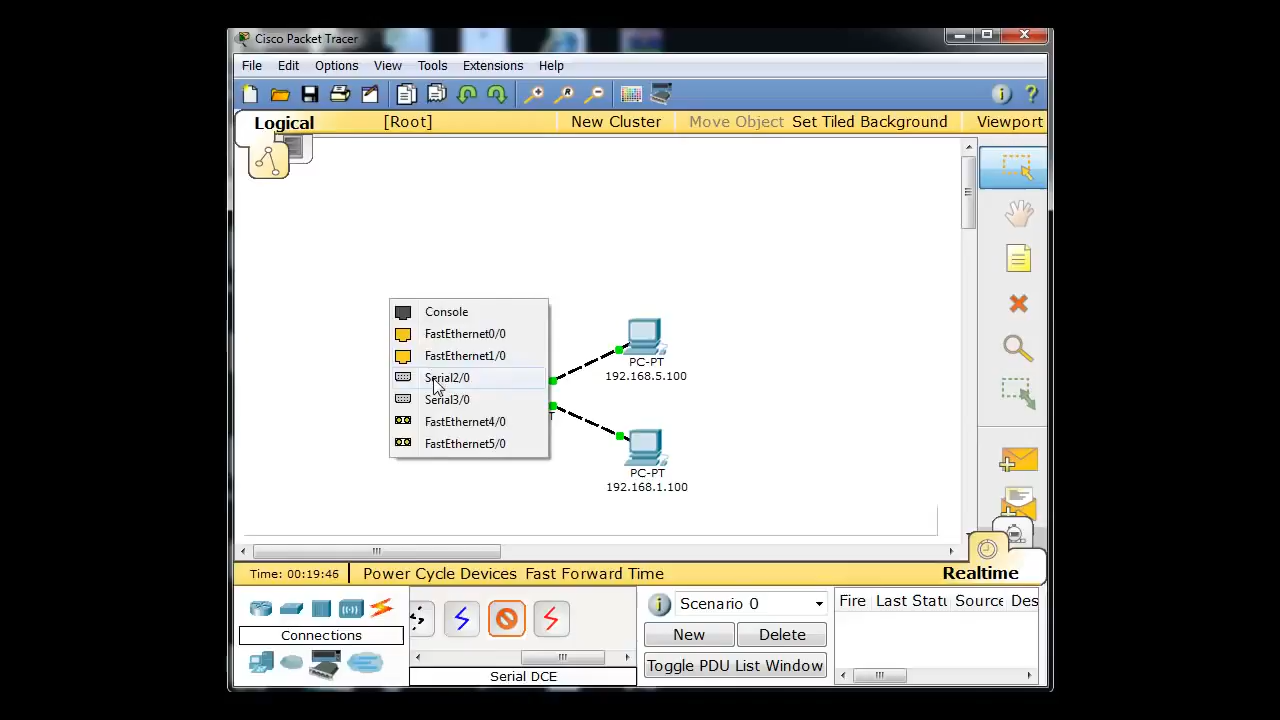 Cisco Packet Tracer
File Edit Options View Tools Extensions Help
Logical [Root] New Cluster Move Object Set Tiled Background Viewport
Console
FastEthernet0/0
FastEthernet1/0
Serial2/0
Serial3/0
FastEthernet4/0
FastEthernet5/0
PC-PT
192.168.5.100
T
PC-PT
192.168.1.100
Realtime
Time: 00:19:46 Power Cycle Devices Fast Forward Time
Scenario 0
Fire Last Statu Source Des
Connections
New Delete
Toggle PDU List Window
Serial DCE